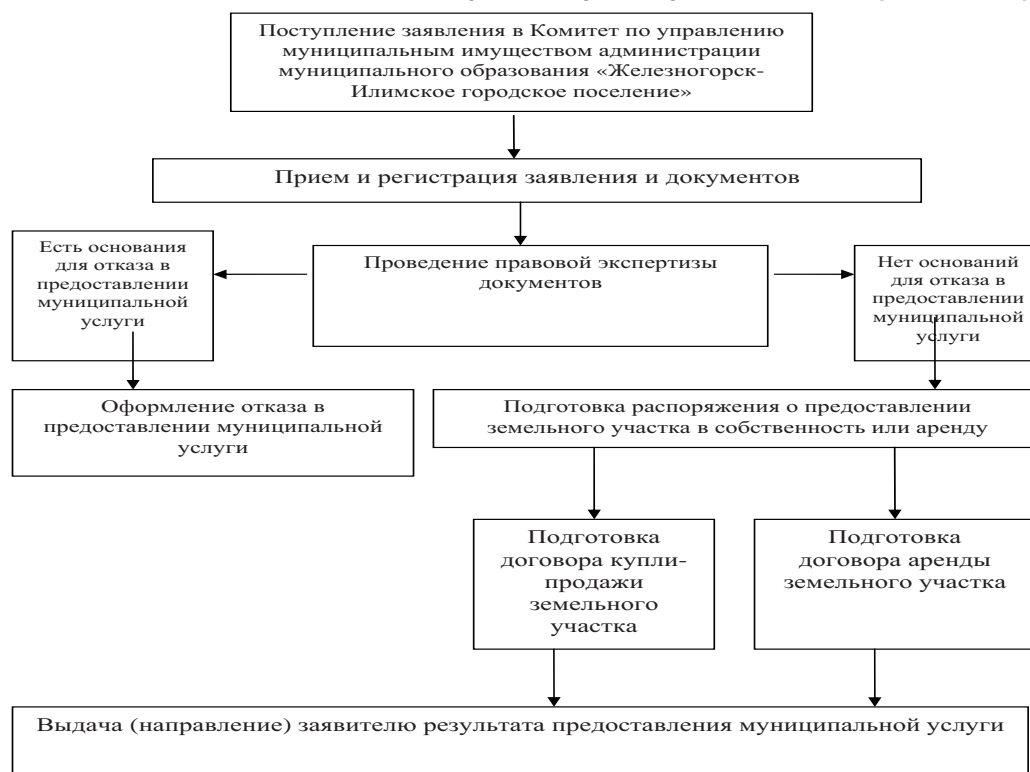 Поступление заявления в Комитет по управлению
муниципальным имуществом администрации
муниципального образования «Железногорск-
Илимское городское поселение»
Прием и регистрация заявления и документов
Есть основания
для отказа в
предоставлении
муниципальной
услуги
Проведение правовой экспертизы
документов
Нет оснований
для отказа в
предоставлении
муниципальной
услуги
Оформление отказа в
предоставлении муниципальной
услуги
Подготовка распоряжения о предоставлении
земельного участка в собственность или аренду
Подготовка
договора купли-
продажи
земельного
участка
Подготовка
договора аренды
земельного участка
Выдача (направление) заявителю результата предоставления муниципальной услуги